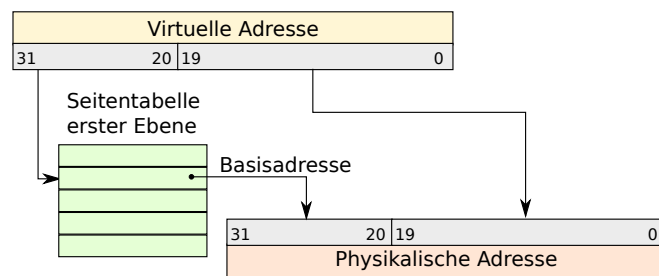 Virtuelle Adresse
31 20 19 0
Seitentabelle
erster Ebene
Basisadresse
31 20 19 0
Physikalische Adresse